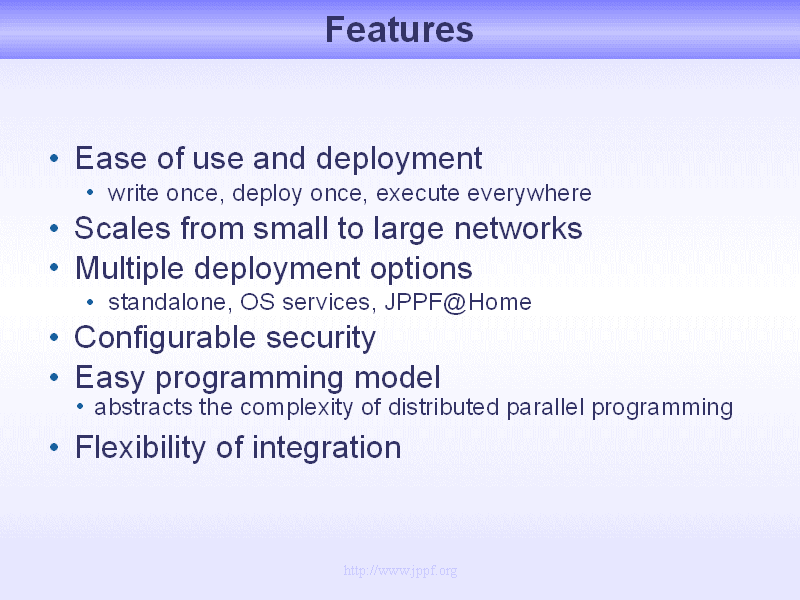 Features
• Ease of use and deployment
• write once, deploy once, execute everywhere
• Scales from small to large networks
• Multiple deployment options
• standalone, OS services, JPPF@Home
• Configurable security
• Easy programming model
• abstracts the complexity of distributed parallel programming
• Flexibility of integration
http://www.jppf.org